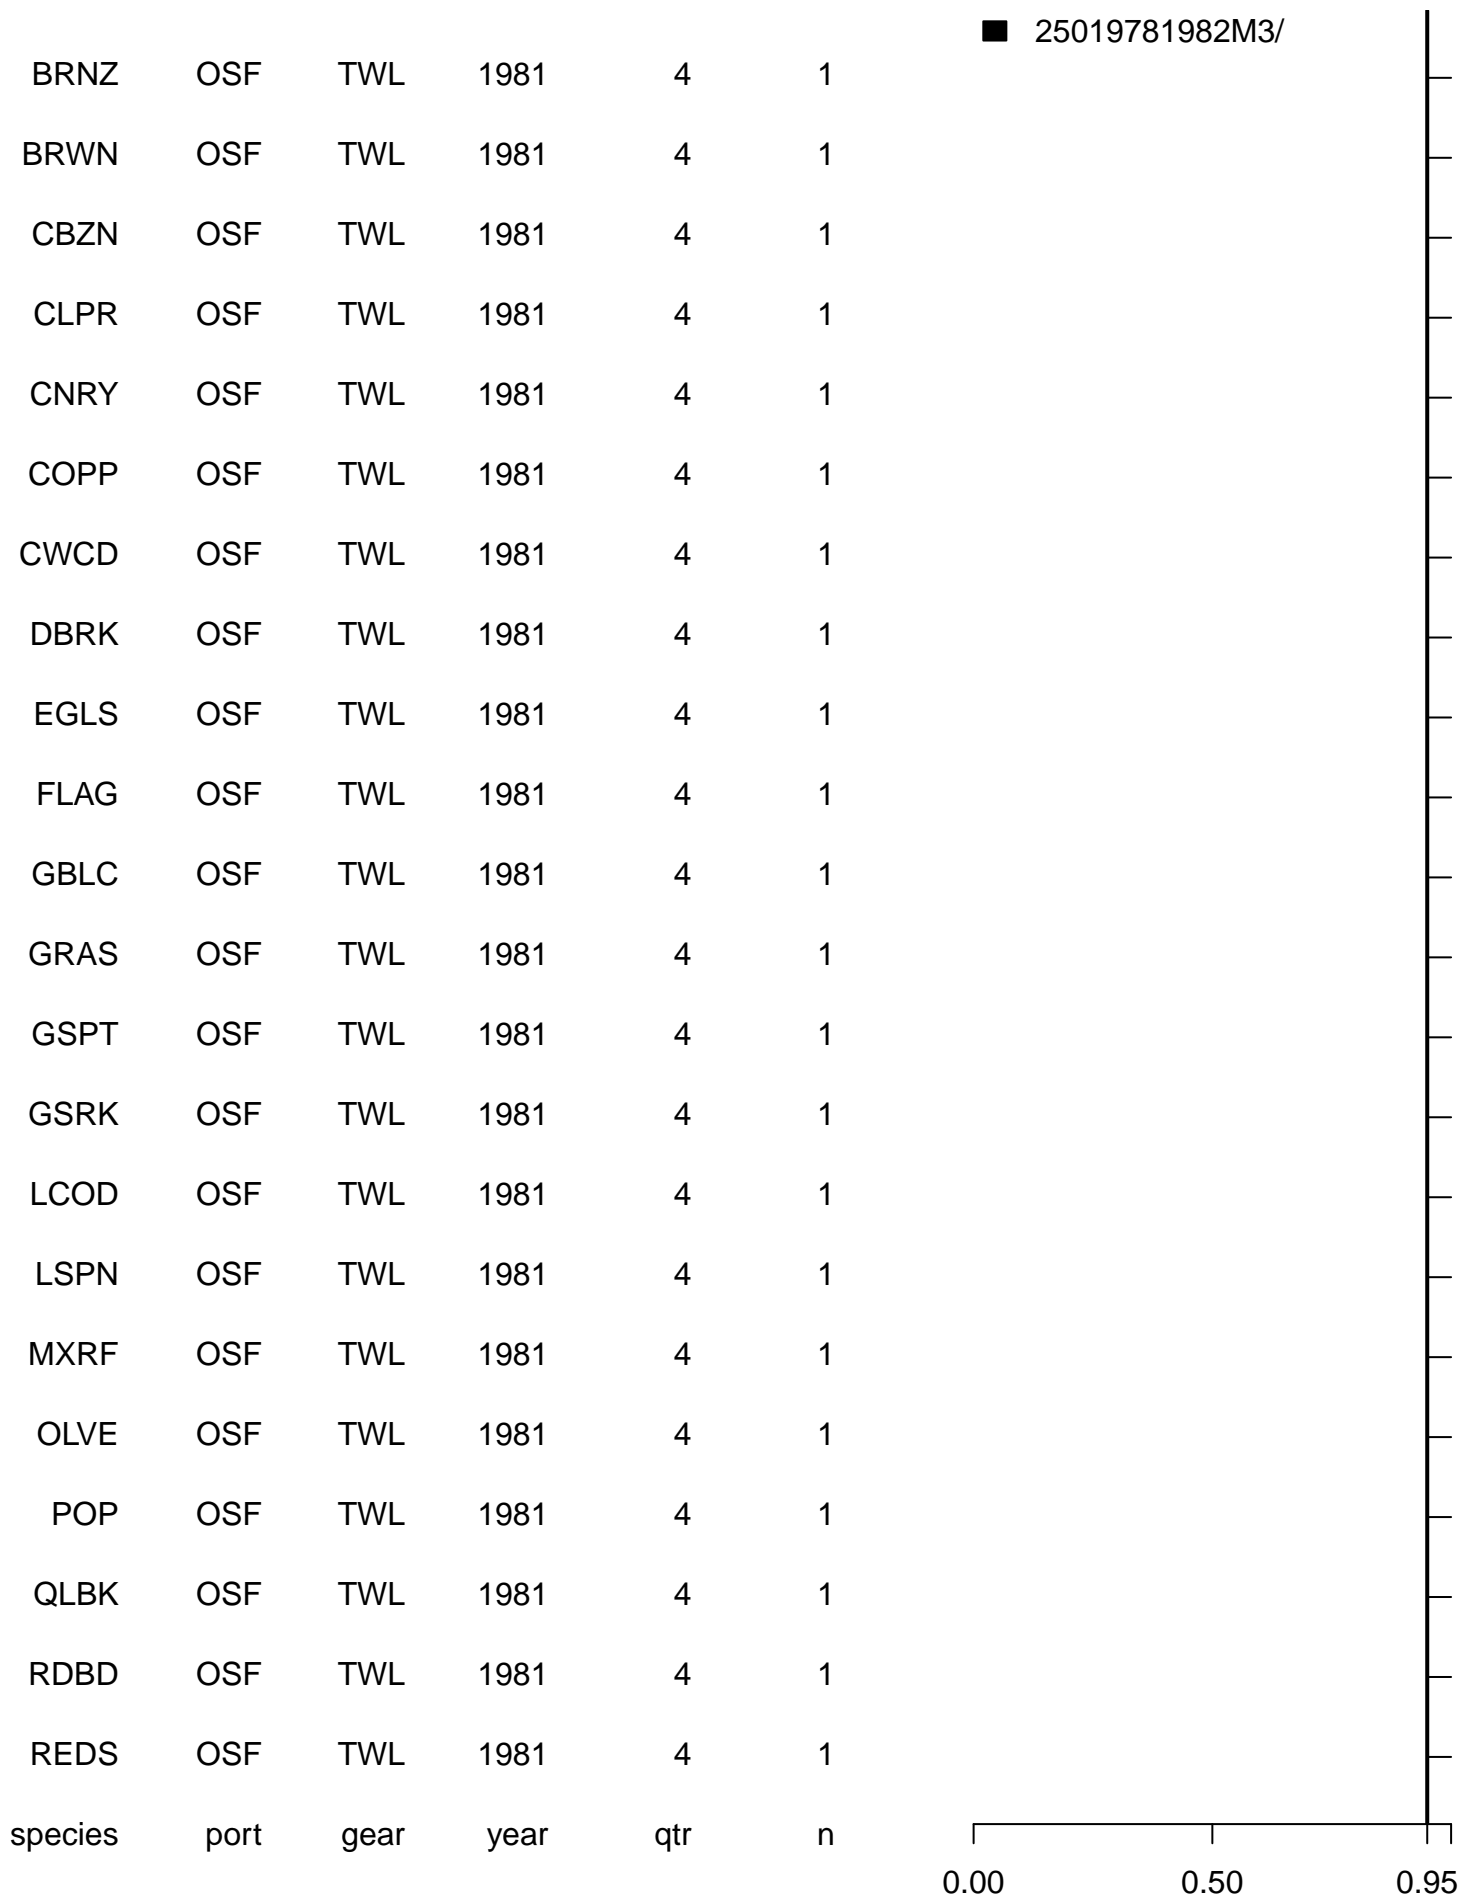 25019781982M3/
BRNZ OSF TWL 1981 4 1
BRWN OSF TWL 1981 4 1
CBZN OSF TWL 1981 4 1
CLPR OSF TWL 1981 4 1
CNRY OSF TWL 1981 4 1
COPP OSF TWL 1981 4 1
CWCD OSF TWL 1981 4 1
DBRK OSF TWL 1981 4 1
EGLS OSF TWL 1981 4 1
FLAG OSF TWL 1981 4 1
GBLC OSF TWL 1981 4 1
GRAS OSF TWL 1981 4 1
GSPT OSF TWL 1981 4 1
GSRK OSF TWL 1981 4 1
LCOD OSF TWL 1981 4 1
LSPN OSF TWL 1981 4 1
MXRF OSF TWL 1981 4 1
OLVE OSF TWL 1981 4 1
POP OSF TWL 1981 4 1
QLBK OSF TWL 1981 4 1
RDBD OSF TWL 1981 4 1
REDS OSF TWL 1981 4 1
species port gear year qtr n
0.00 0.50 0.95